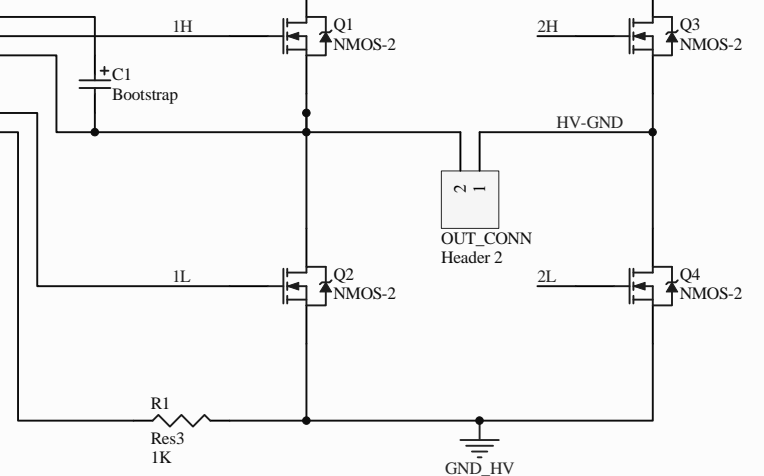 1H
Q1
NMOS-2
2H
Q3
NMOS-2
+
C1
Bootstrap
HV-GND
2 1
OUT_CONN
Header 2
1L
Q2
NMOS-2
2L
Q4
NMOS-2
R1
Res3
1K
GND_HV